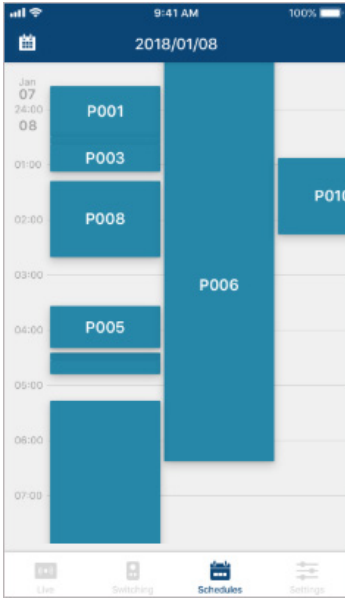 9:41 AM
100%
2018/01/08
Jan
07
24:00
08
01:00
02:00
03:00
04:00
05:00
06:00
07:00
P001
P003
P008
P005
P006
P010
Live
Switching
Schedules
Settings